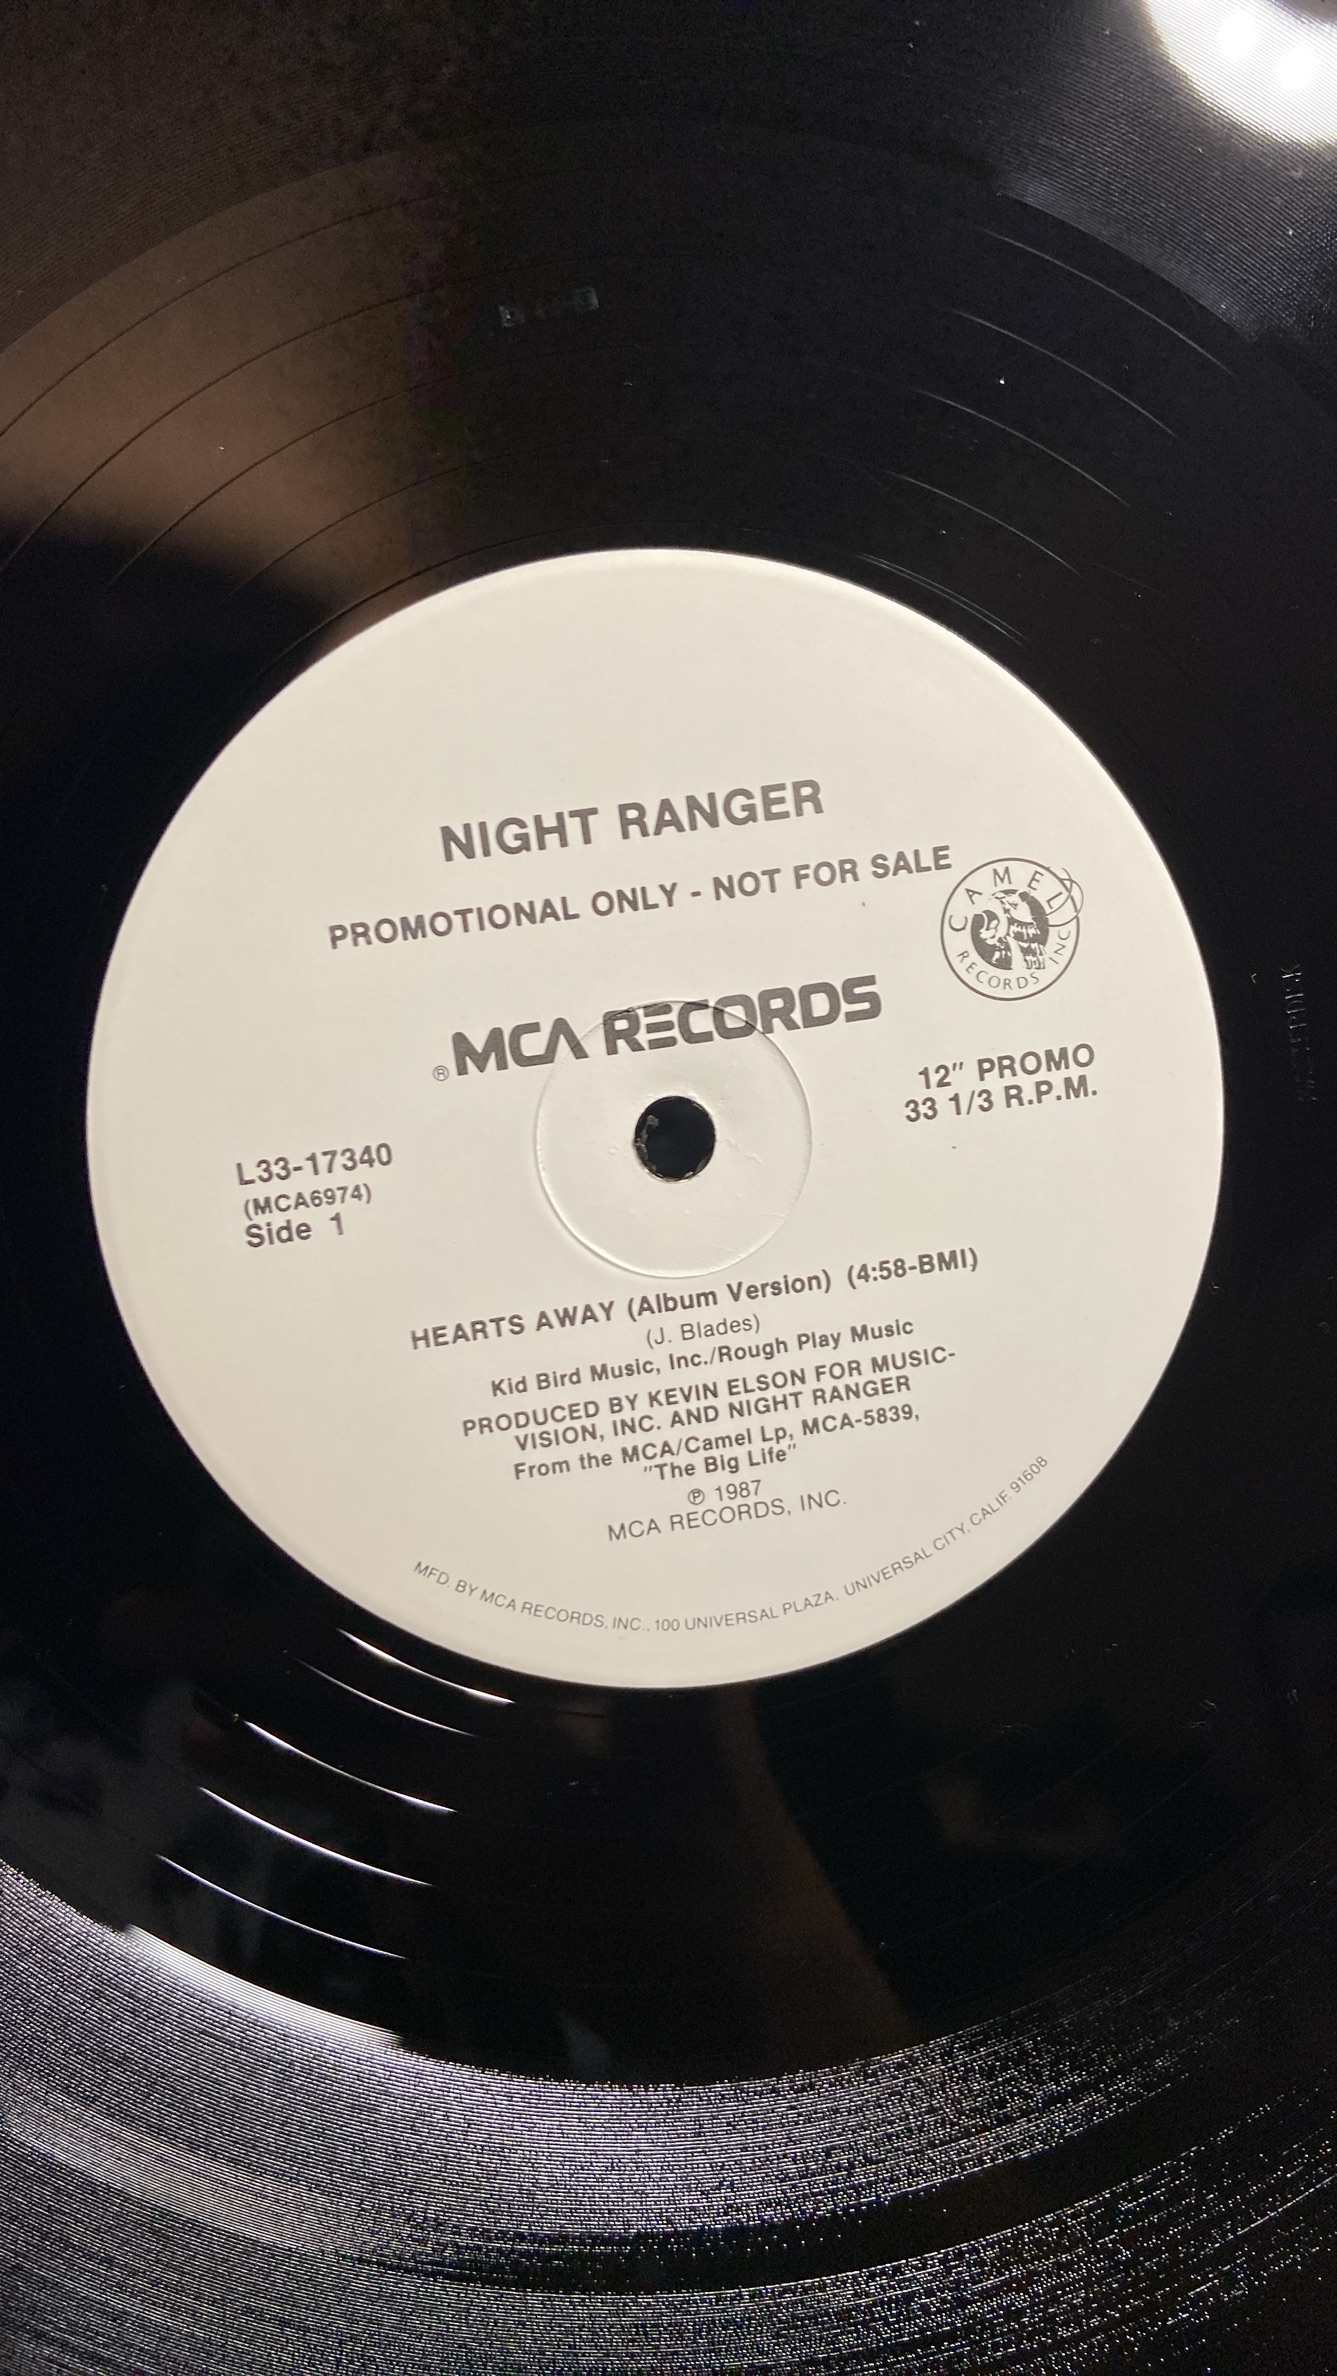 NIGHT RANGER
PROMOTIONAL ONLY - NOT FOR SALE
CAMEL
RECORDS INC
® MCA RECORDS
12" PROMO
33 1/3 R.P.M.
L33-17340
(MCA6974)
Side 1
HEARTS AWAY (Album Version) (4:58-BMI)
(J. Blades)
Kid Bird Music, Inc./Rough Play Music
PRODUCED BY KEVIN ELSON FOR MUSIC-
VISION, INC. AND NIGHT RANGER
From the MCA/Camel Lp, MCA-5839,
"The Big Life"
℗ 1987
MCA RECORDS, INC.
MFD. BY MCA RECORDS, INC., 100 UNIVERSAL PLAZA, UNIVERSAL CITY, CALIF. 91608